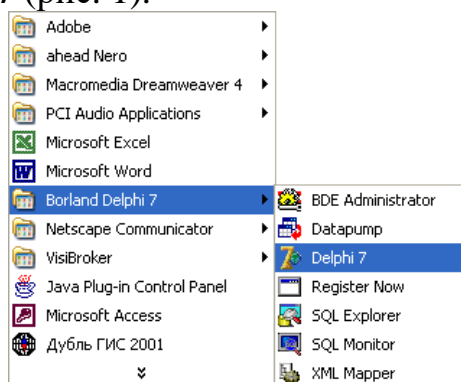 7 (рис. 1).
Adobe
ahead Nero
Macromedia Dreamweaver 4
PCI Audio Applications
Microsoft Excel
Microsoft Word
Borland Delphi 7
Netscape Communicator
VisiBroker
Java Plug-in Control Panel
Microsoft Access
Дубль ГИС 2001
BDE Administrator
Datapump
Delphi 7
Register Now
SQL Explorer
SQL Monitor
XML Mapper